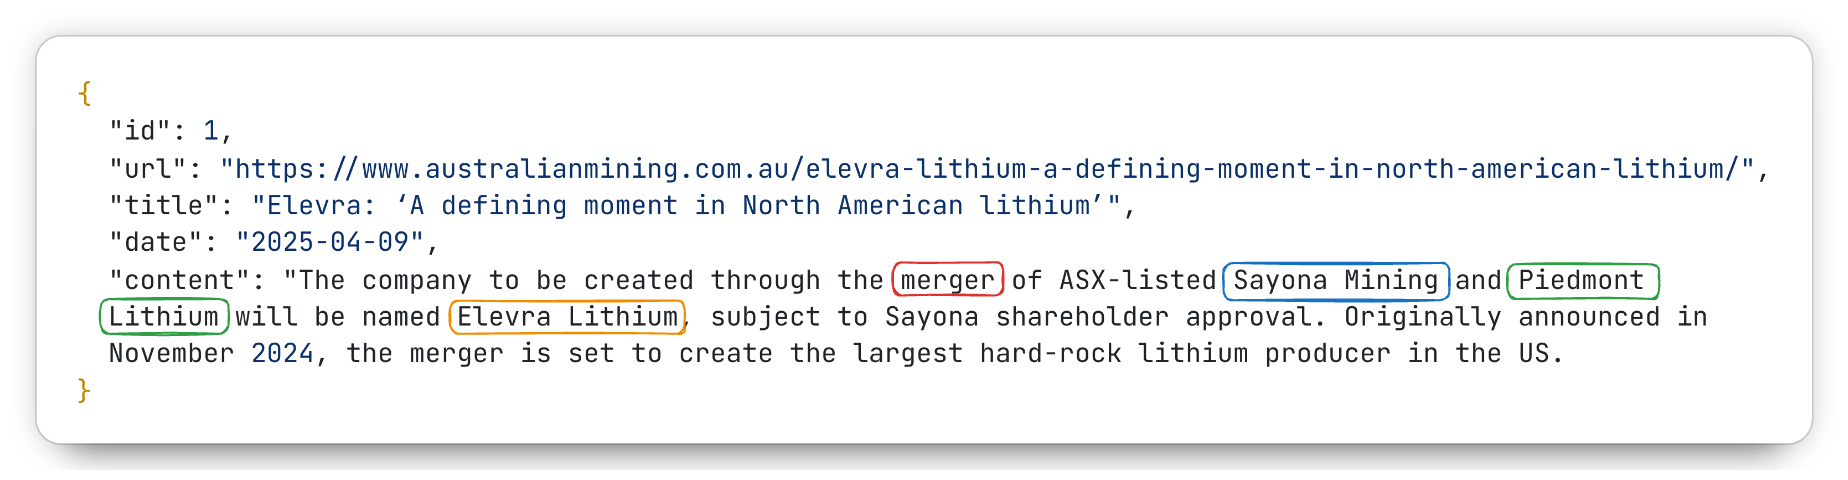 {
"id": 1,
"url": "https://www.australianmining.com.au/elevra-lithium-a-defining-moment-in-north-american-lithium/",
"title": "Elevra: ‘A defining moment in North American lithium’",
"date": "2025-04-09",
"content": "The company to be created through the merger of ASX-listed Sayona Mining and Piedmont
Lithium will be named Elevra Lithium, subject to Sayona shareholder approval. Originally announced in
November 2024, the merger is set to create the largest hard-rock lithium producer in the US.
}